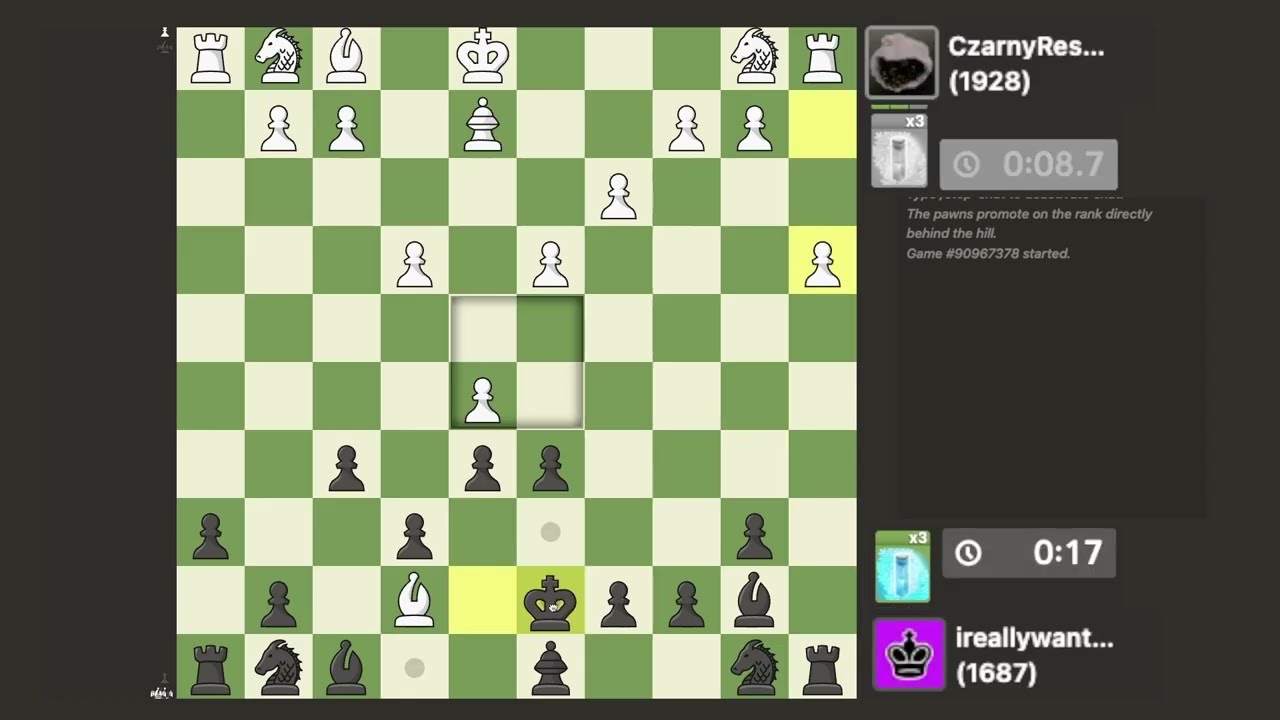 CzarnyRes...
(1928)
x3
0:08.7
The pawns promote on the rank directly
behind the hill.
Game #90967378 started.
x3
0:17
ireallywant...
(1687)